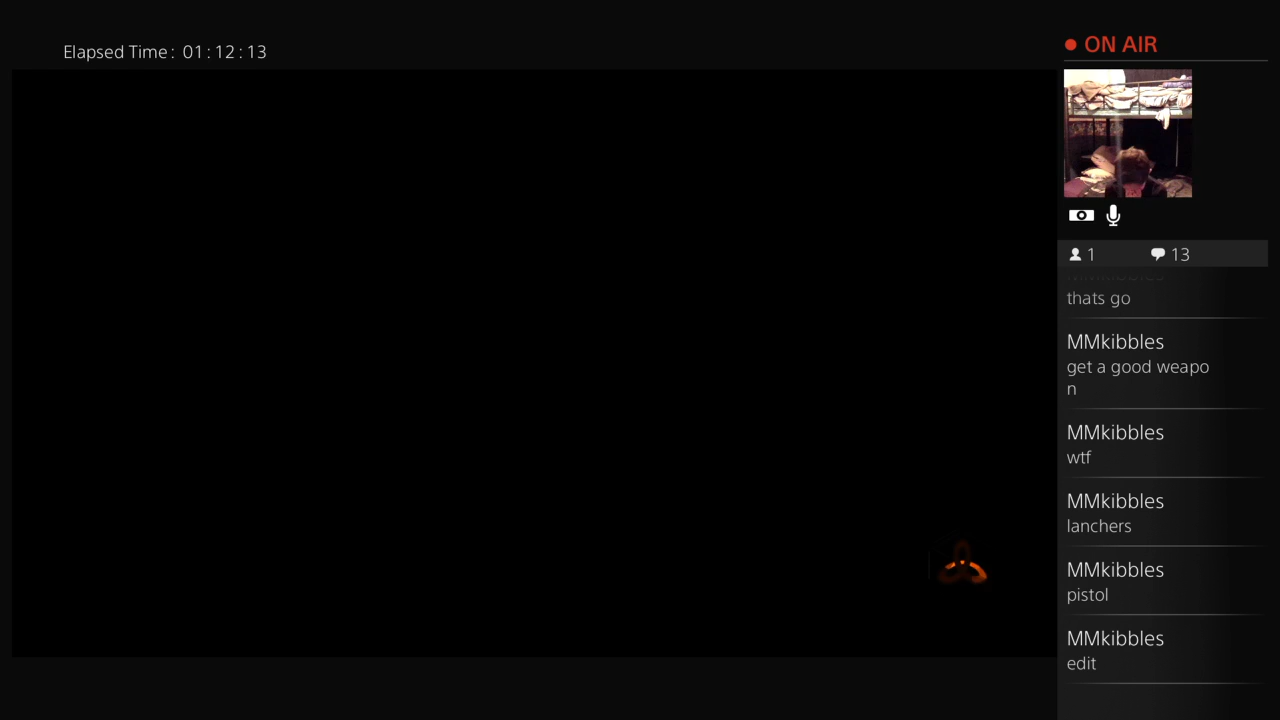 Elapsed Time: 01:12:13
ON AIR
1
13
MMkibbles
thats go
MMkibbles
get a good weapo
n
MMkibbles
wtf
MMkibbles
lanchers
MMkibbles
pistol
MMkibbles
edit